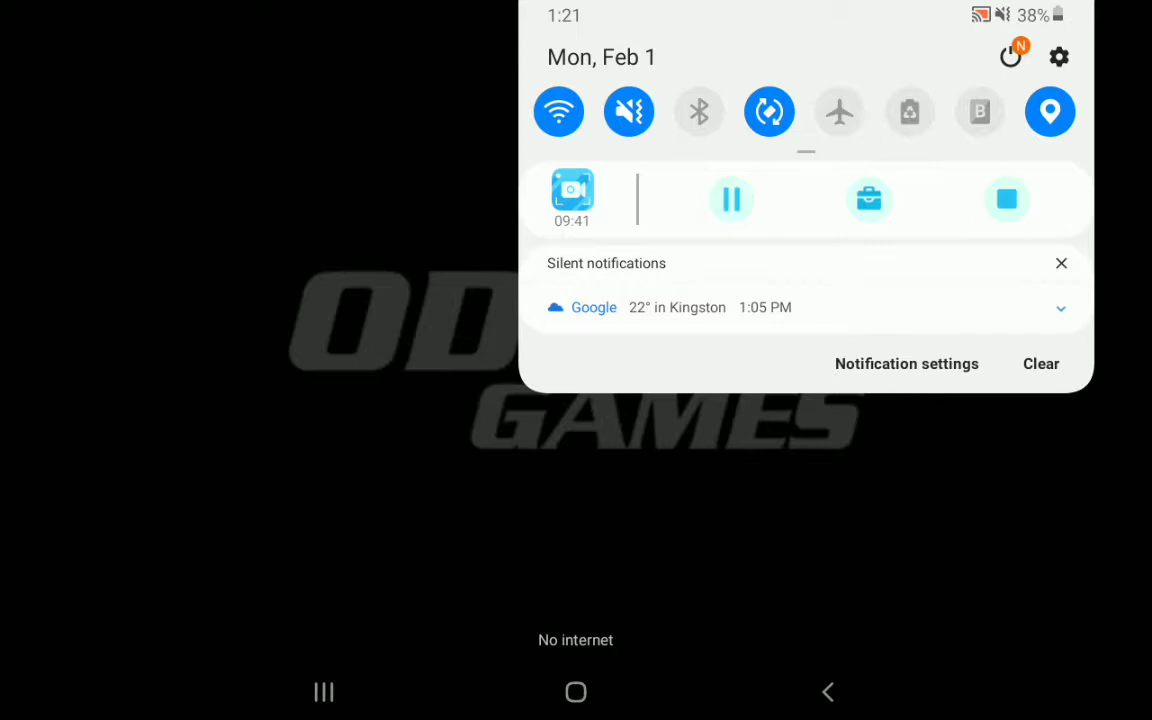 1:21 38%
Mon, Feb 1 N
B
09:41
Silent notifications
Google 22° in Kingston 1:05 PM
Notification settings Clear
OD
GAMES
No internet